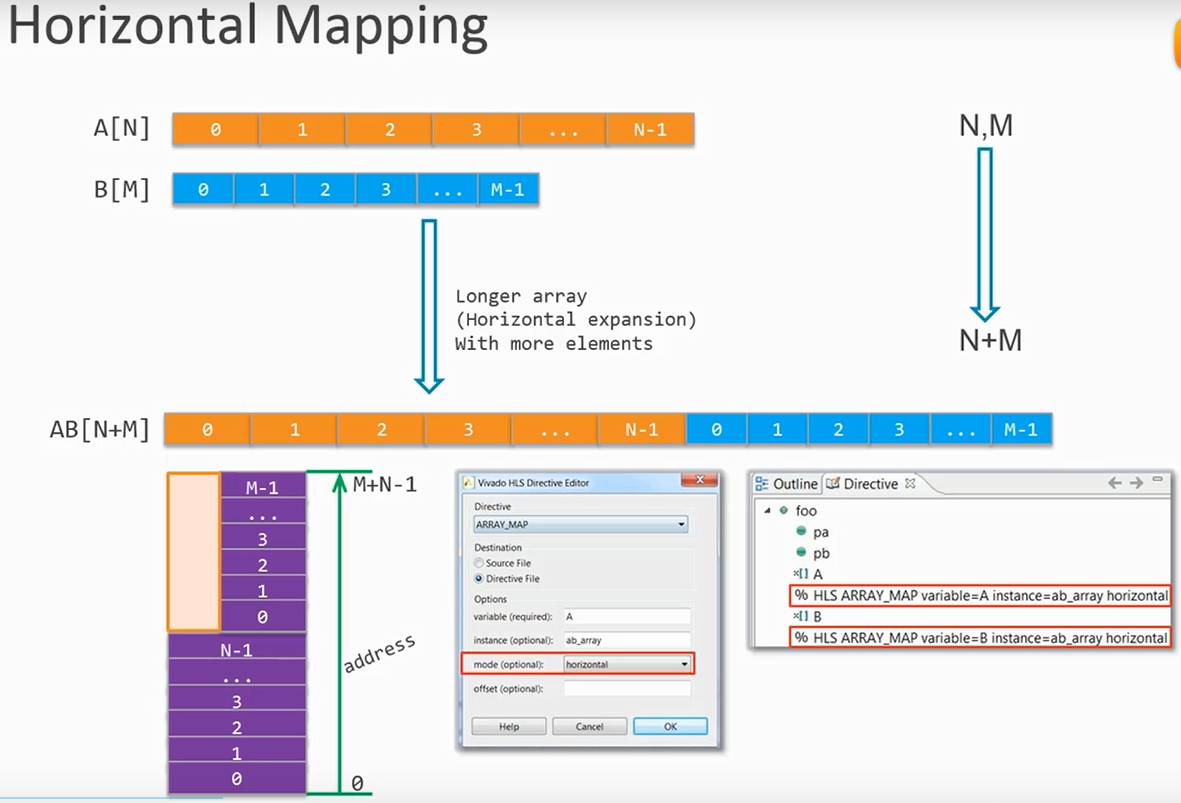 Horizontal Mapping
A[N] 0 1 2 3 ... N-1
N,M
B[M] 0 1 2 3 ... M-1
Longer array
(Horizontal expansion)
With more elements
N+M
AB[N+M] 0 1 2 3 ... N-1 0 1 2 3 ... M-1
M-1
...
3
2
1
0
N-1
...
3
2
1
0
M+N-1
address
0
Vivado HLS Directive Editor
Directive
ARRAY_MAP
Destination
Source File
Directive File
Options
variable (required): A
instance (optional): ab_array
mode (optional): horizontal
offset (optional):
Help Cancel OK
Outline Directive
foo
pa
pb
×[] A
% HLS ARRAY_MAP variable=A instance=ab_array horizontal
×[] B
% HLS ARRAY_MAP variable=B instance=ab_array horizontal